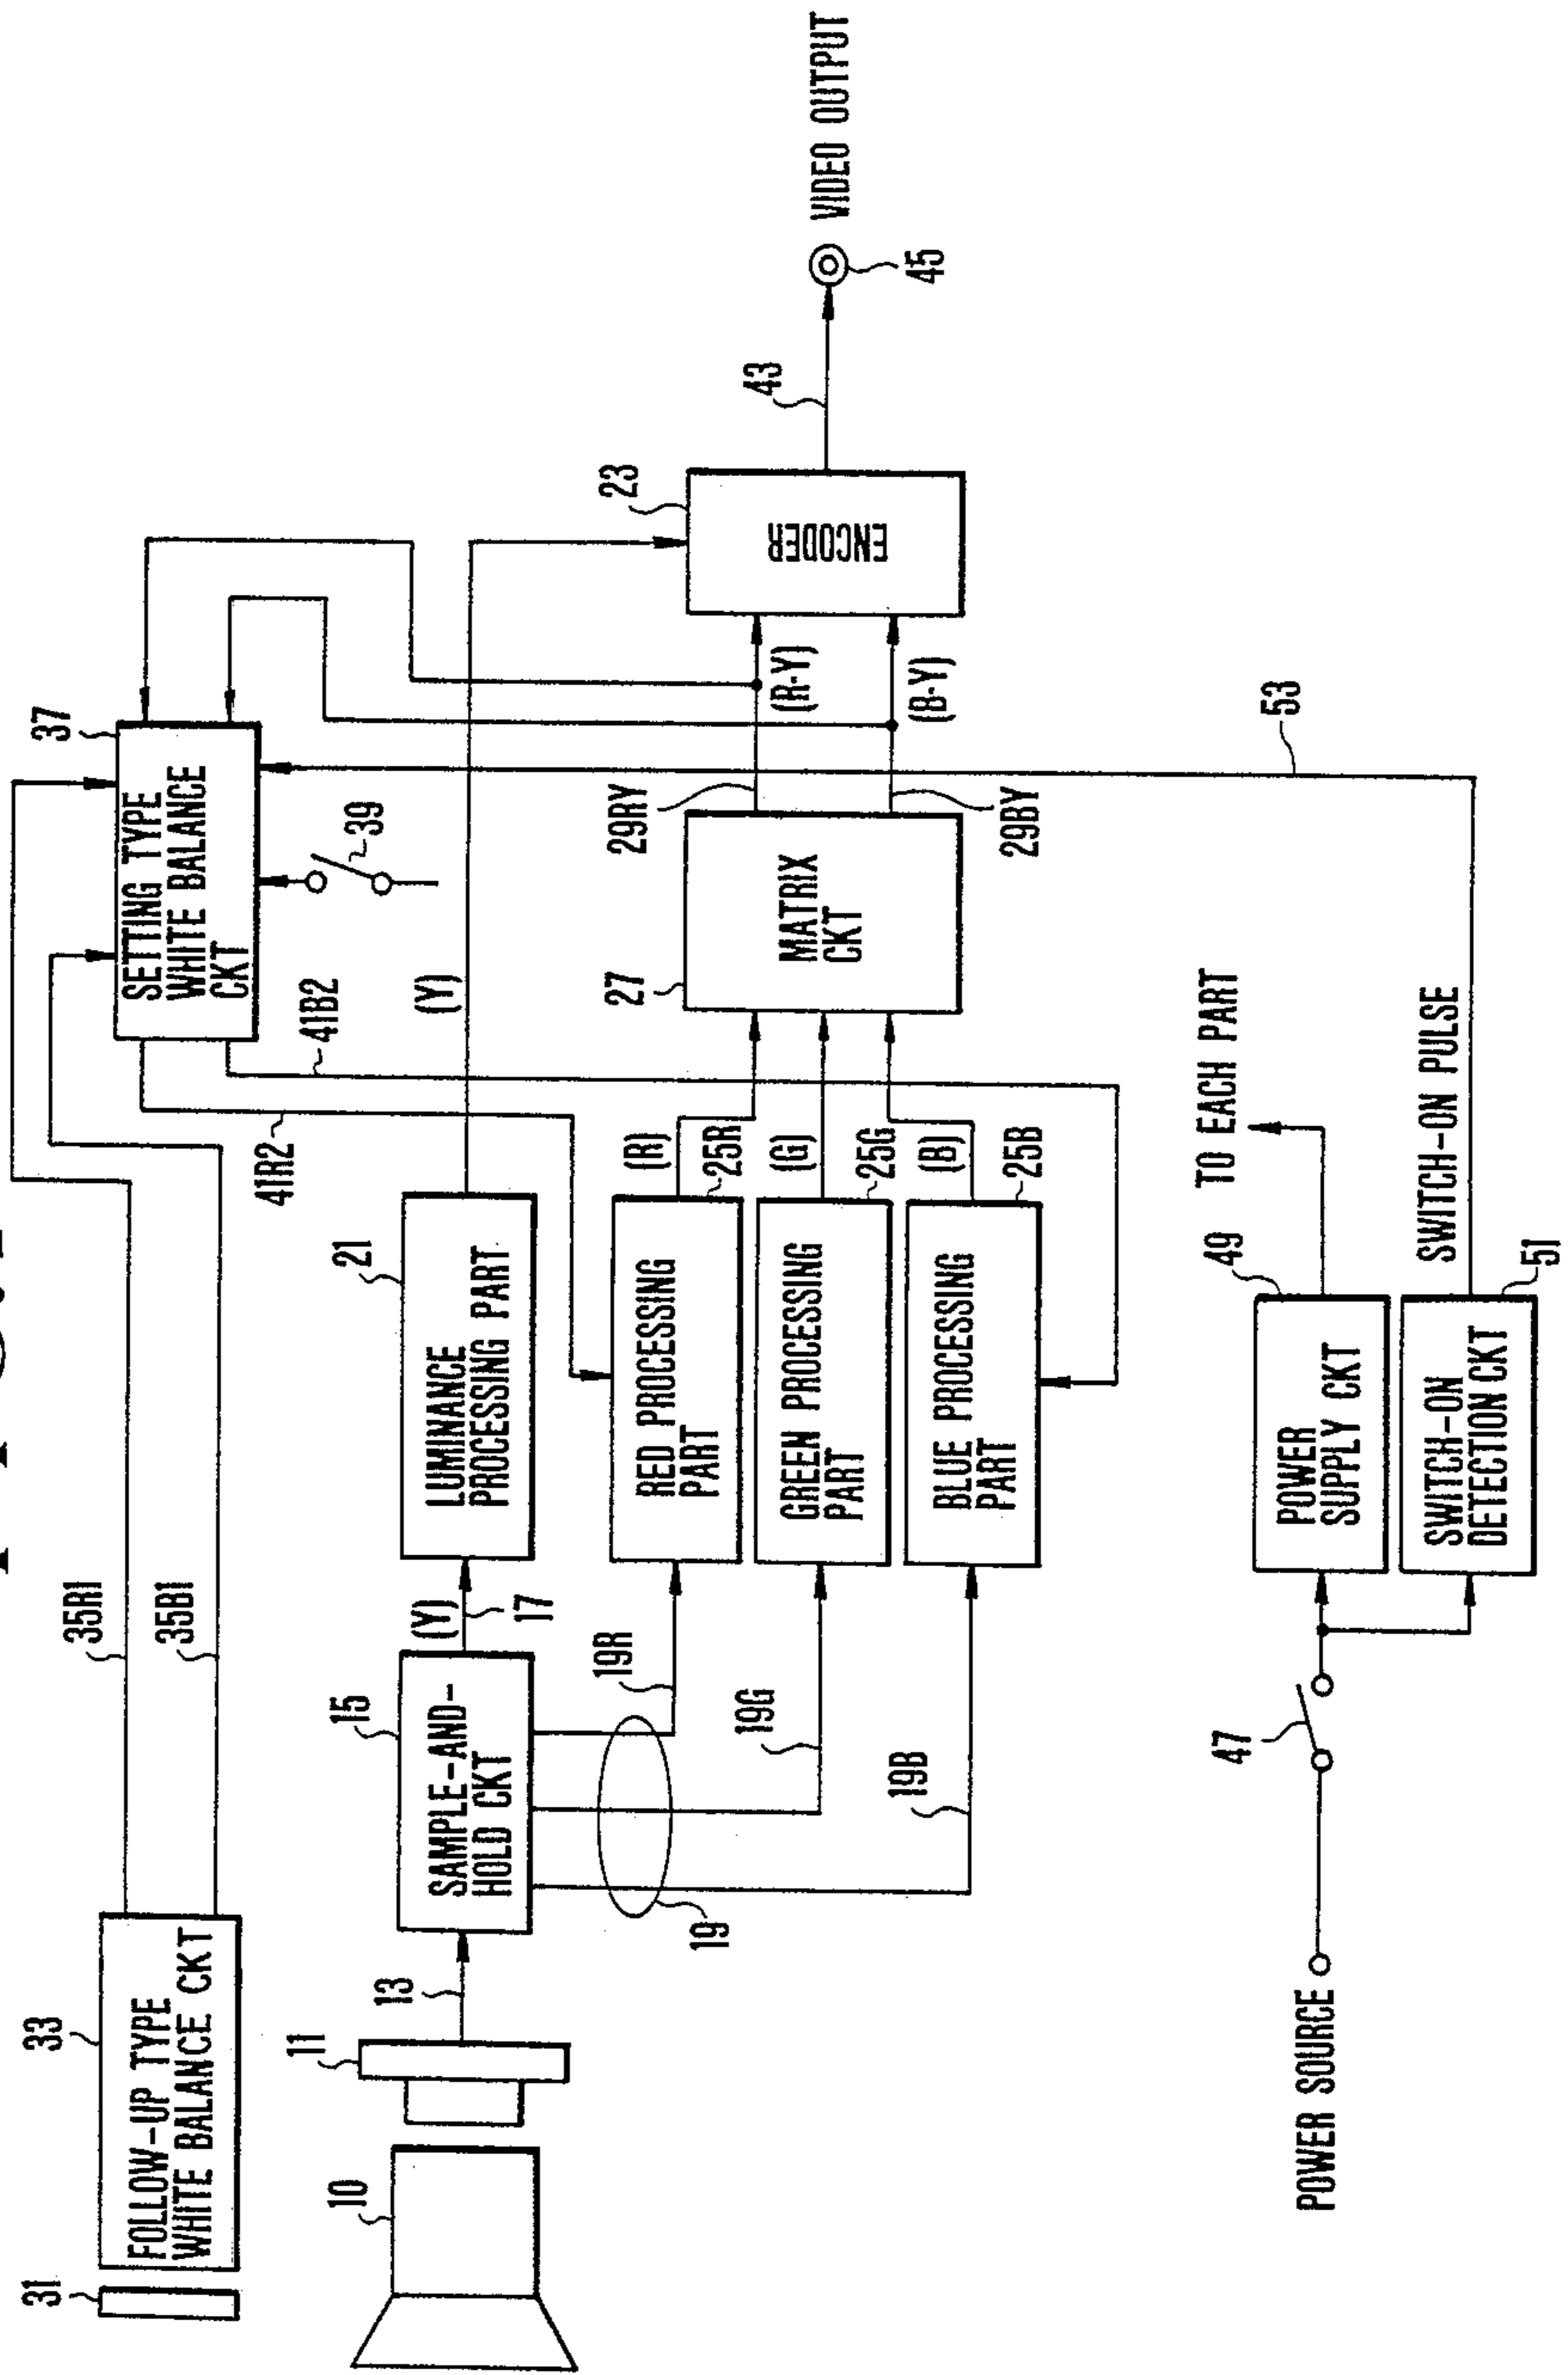 31
33
FOLLOW-UP TYPE
WHITE BALANCE CKT
35R1
35B1
37
SETTING TYPE
WHITE BALANCE
CKT
39
41R2
41B2
10
11
13
15
SAMPLE-AND-
HOLD CKT
(Y)
17
21
LUMINANCE
PROCESSING PART
(Y)
19
19R
19G
19B
RED PROCESSING
PART
(R)
25R
GREEN PROCESSING
PART
(G)
25G
BLUE PROCESSING
PART
(B)
25B
27
MATRIX
CKT
29RY
(R-Y)
29BY
(B-Y)
23
ENCODER
43
45
VIDEO OUTPUT
POWER SOURCE
47
49
POWER
SUPPLY CKT
TO EACH PART
SWITCH-ON
DETECTION CKT
51
SWITCH-ON PULSE
53